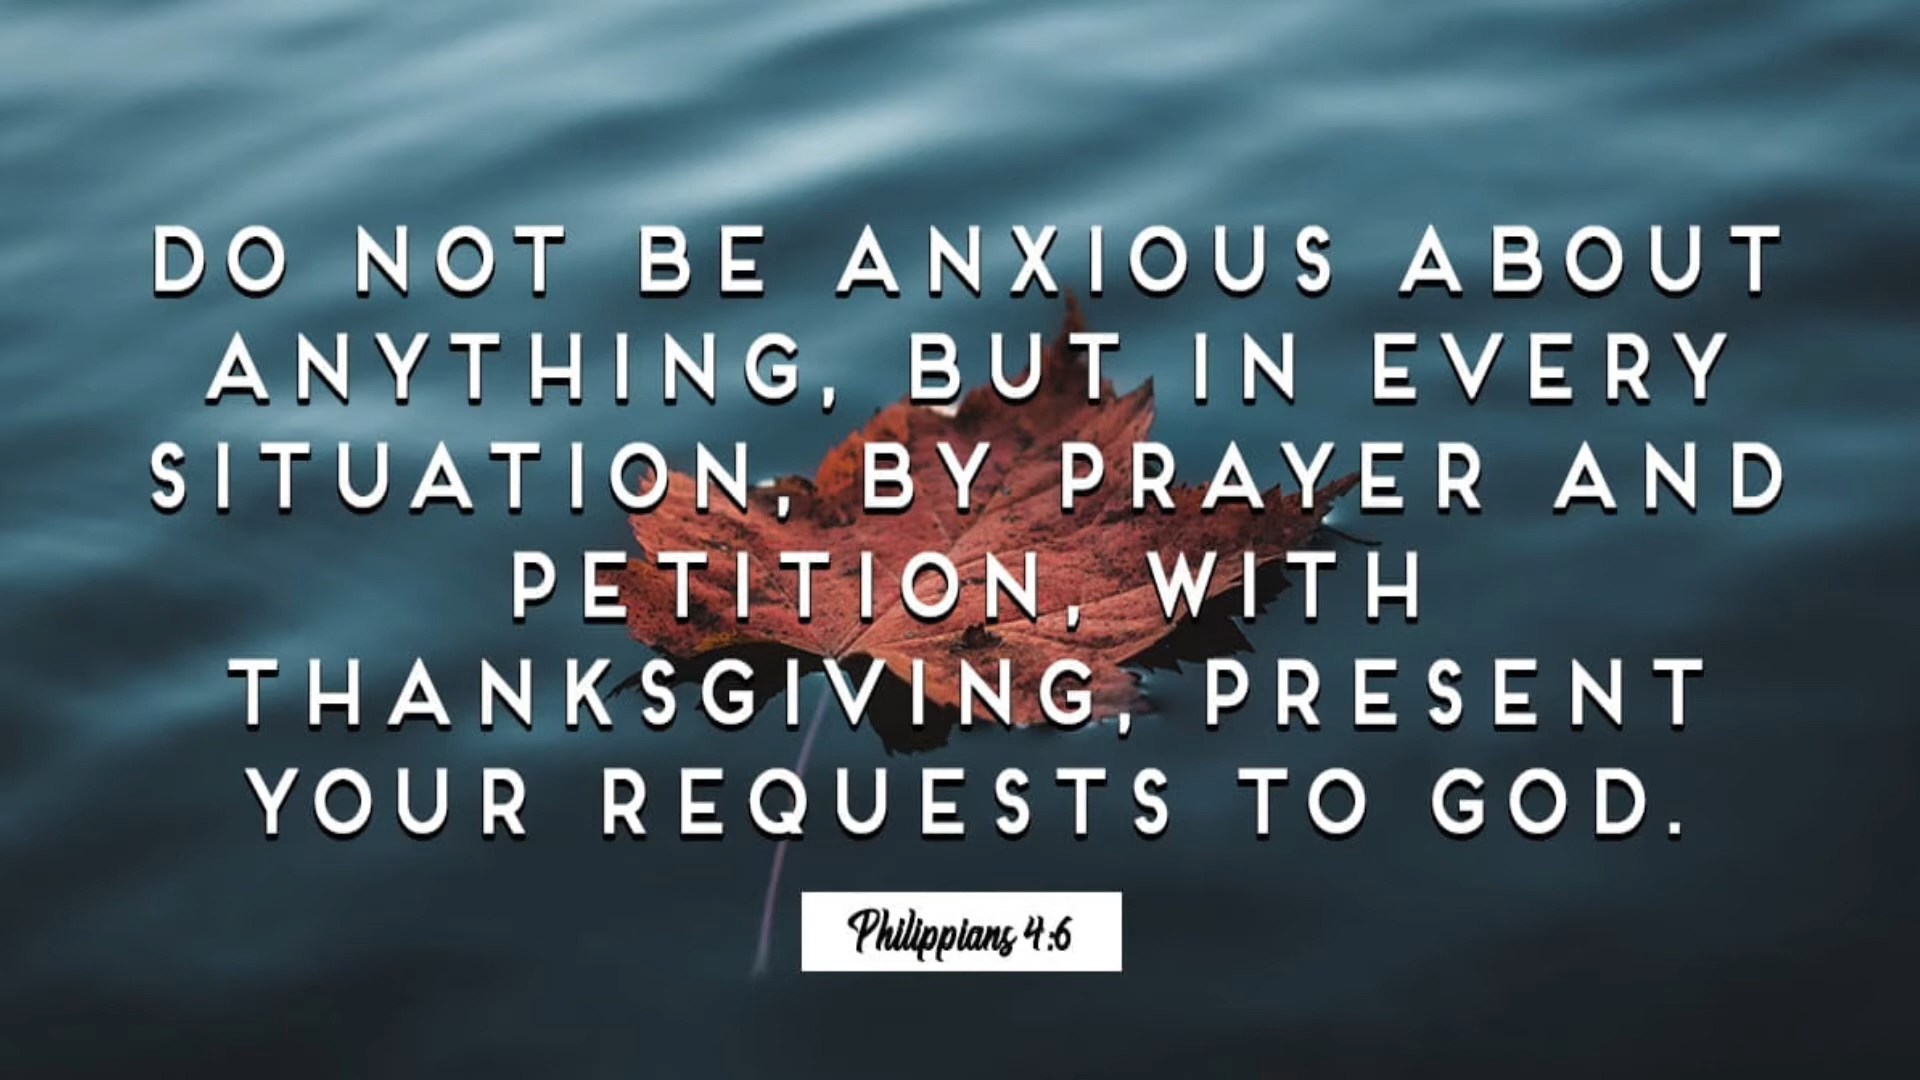 DO NOT BE ANXIOUS ABOUT
ANYTHING, BUT IN EVERY
SITUATION, BY PRAYER AND
PETITION, WITH
THANKSGIVING, PRESENT
YOUR REQUESTS TO GOD.
Philippians 4:6